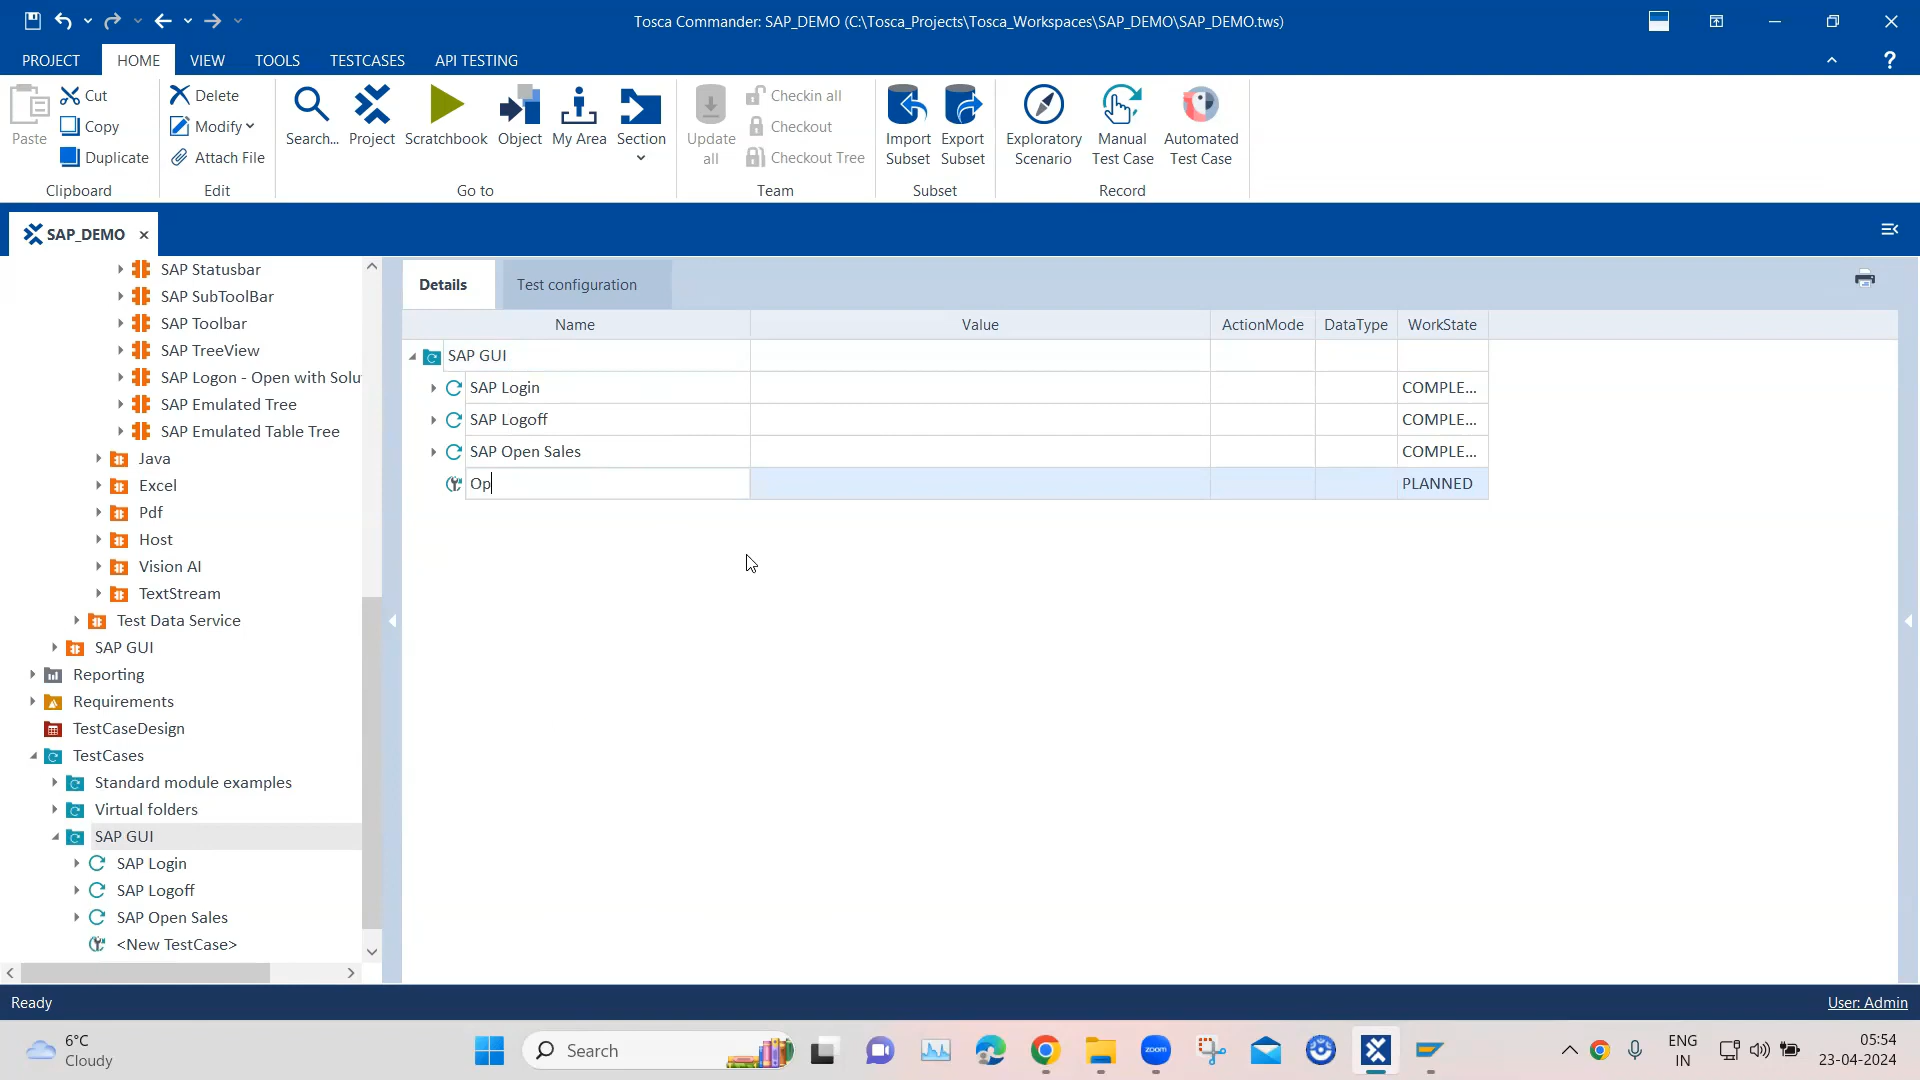 Tosca Commander: SAP_DEMO (C:\Tosca_Projects\Tosca_Workspaces\SAP_DEMO\SAP_DEMO.tws)
PROJECT HOME VIEW TOOLS TESTCASES API TESTING
Paste
Cut
Copy
Duplicate
Clipboard
Delete
Modify
Attach File
Edit
Search...
Project
Scratchbook
Object
My Area
Section
Go to
Update all
Checkin all
Checkout
Checkout Tree
Team
Import Subset
Export Subset
Subset
Exploratory Scenario
Manual Test Case
Automated Test Case
Record
SAP_DEMO
SAP Statusbar
SAP SubToolBar
SAP Toolbar
SAP TreeView
SAP Logon - Open with Solu
SAP Emulated Tree
SAP Emulated Table Tree
Java
Excel
Pdf
Host
Vision AI
TextStream
Test Data Service
SAP GUI
Reporting
Requirements
TestCaseDesign
TestCases
Standard module examples
Virtual folders
SAP GUI
SAP Login
SAP Logoff
SAP Open Sales
<New TestCase>
Details Test configuration
Name Value ActionMode DataType WorkState
SAP GUI
SAP Login COMPLE...
SAP Logoff COMPLE...
SAP Open Sales COMPLE...
Op PLANNED
Ready User: Admin
6°C
Cloudy
Search
zoom
ENG
IN
05:54
23-04-2024